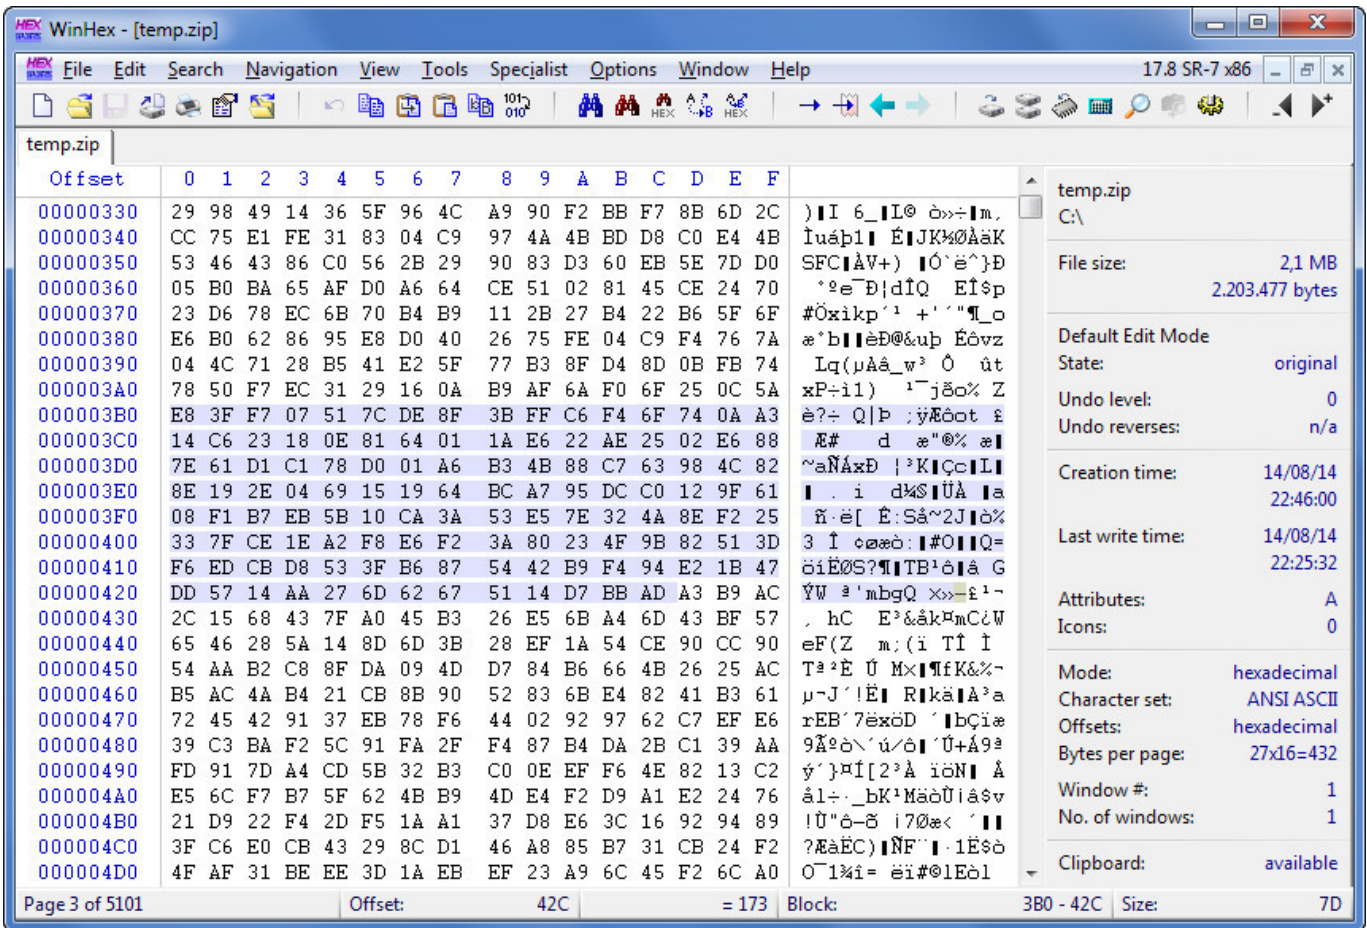 WinHex - [temp.zip]
File Edit Search Navigation View Tools Specialist Options Window Help 17.8 SR-7 x86
temp.zip
Offset 0 1 2 3 4 5 6 7 8 9 A B C D E F
00000330 29 98 49 14 36 5F 96 4C A9 90 F2 BB F7 8B 6D 2C
00000340 CC 75 E1 FE 31 83 04 C9 97 4A 4B BD D8 C0 E4 4B
00000350 53 46 43 86 C0 56 2B 29 90 83 D3 60 EB 5E 7D D0
00000360 05 B0 BA 65 AF D0 A6 64 CE 51 02 81 45 CE 24 70
00000370 23 D6 78 EC 6B 70 B4 B9 11 2B 27 B4 22 B6 5F 6F
00000380 E6 B0 62 86 95 E8 D0 40 26 75 FE 04 C9 F4 76 7A
00000390 04 4C 71 28 B5 41 E2 5F 77 B3 8F D4 8D 0B FB 74
000003A0 78 50 F7 EC 31 29 16 0A B9 AF 6A F0 6F 25 0C 5A
000003B0 E8 3F F7 07 51 7C DE 8F 3B FF C6 F4 6F 74 0A A3
000003C0 14 C6 23 18 0E 81 64 01 1A E6 22 AE 25 02 E6 88
000003D0 7E 61 D1 C1 78 D0 01 A6 B3 4B 88 C7 63 98 4C 82
000003E0 8E 19 2E 04 69 15 19 64 BC A7 95 DC C0 12 9F 61
000003F0 08 F1 B7 EB 5B 10 CA 3A 53 E5 7E 32 4A 8E F2 25
00000400 33 7F CE 1E A2 F8 E6 F2 3A 80 23 4F 9B 82 51 3D
00000410 F6 ED CB D8 53 3F B6 87 54 42 B9 F4 94 E2 1B 47
00000420 DD 57 14 AA 27 6D 62 67 51 14 D7 BB AD A3 B9 AC
00000430 2C 15 68 43 7F A0 45 B3 26 E5 6B A4 6D 43 BF 57
00000440 65 46 28 5A 14 8D 6D 3B 28 EF 1A 54 CE 90 CC 90
00000450 54 AA B2 C8 8F DA 09 4D D7 84 B6 66 4B 26 25 AC
00000460 B5 AC 4A B4 21 CB 8B 90 52 83 6B E4 82 41 B3 61
00000470 72 45 42 91 37 EB 78 F6 44 02 92 97 62 C7 EF E6
00000480 39 C3 BA F2 5C 91 FA 2F F4 87 B4 DA 2B C1 39 AA
00000490 FD 91 7D A4 CD 5B 32 B3 C0 0E EF F6 4E 82 13 C2
000004A0 E5 6C F7 B7 5F 62 4B B9 4D E4 F2 D9 A1 E2 24 76
000004B0 21 D9 22 F4 2D F5 1A A1 37 D8 E6 3C 16 92 94 89
000004C0 3F C6 E0 CB 43 29 8C D1 46 A8 85 B7 31 CB 24 F2
000004D0 4F AF 31 BE EE 3D 1A EB EF 23 A9 6C 45 F2 6C A0
temp.zip
C:\
File size: 2,1 MB
2.203.477 bytes
Default Edit Mode
State: original
Undo level: 0
Undo reverses: n/a
Creation time: 14/08/14
22:46:00
Last write time: 14/08/14
22:25:32
Attributes: A
Icons: 0
Mode: hexadecimal
Character set: ANSI ASCII
Offsets: hexadecimal
Bytes per page: 27x16=432
Window #: 1
No. of windows: 1
Clipboard: available
Page 3 of 5101 Offset: 42C = 173 Block: 3B0 - 42C Size: 7D